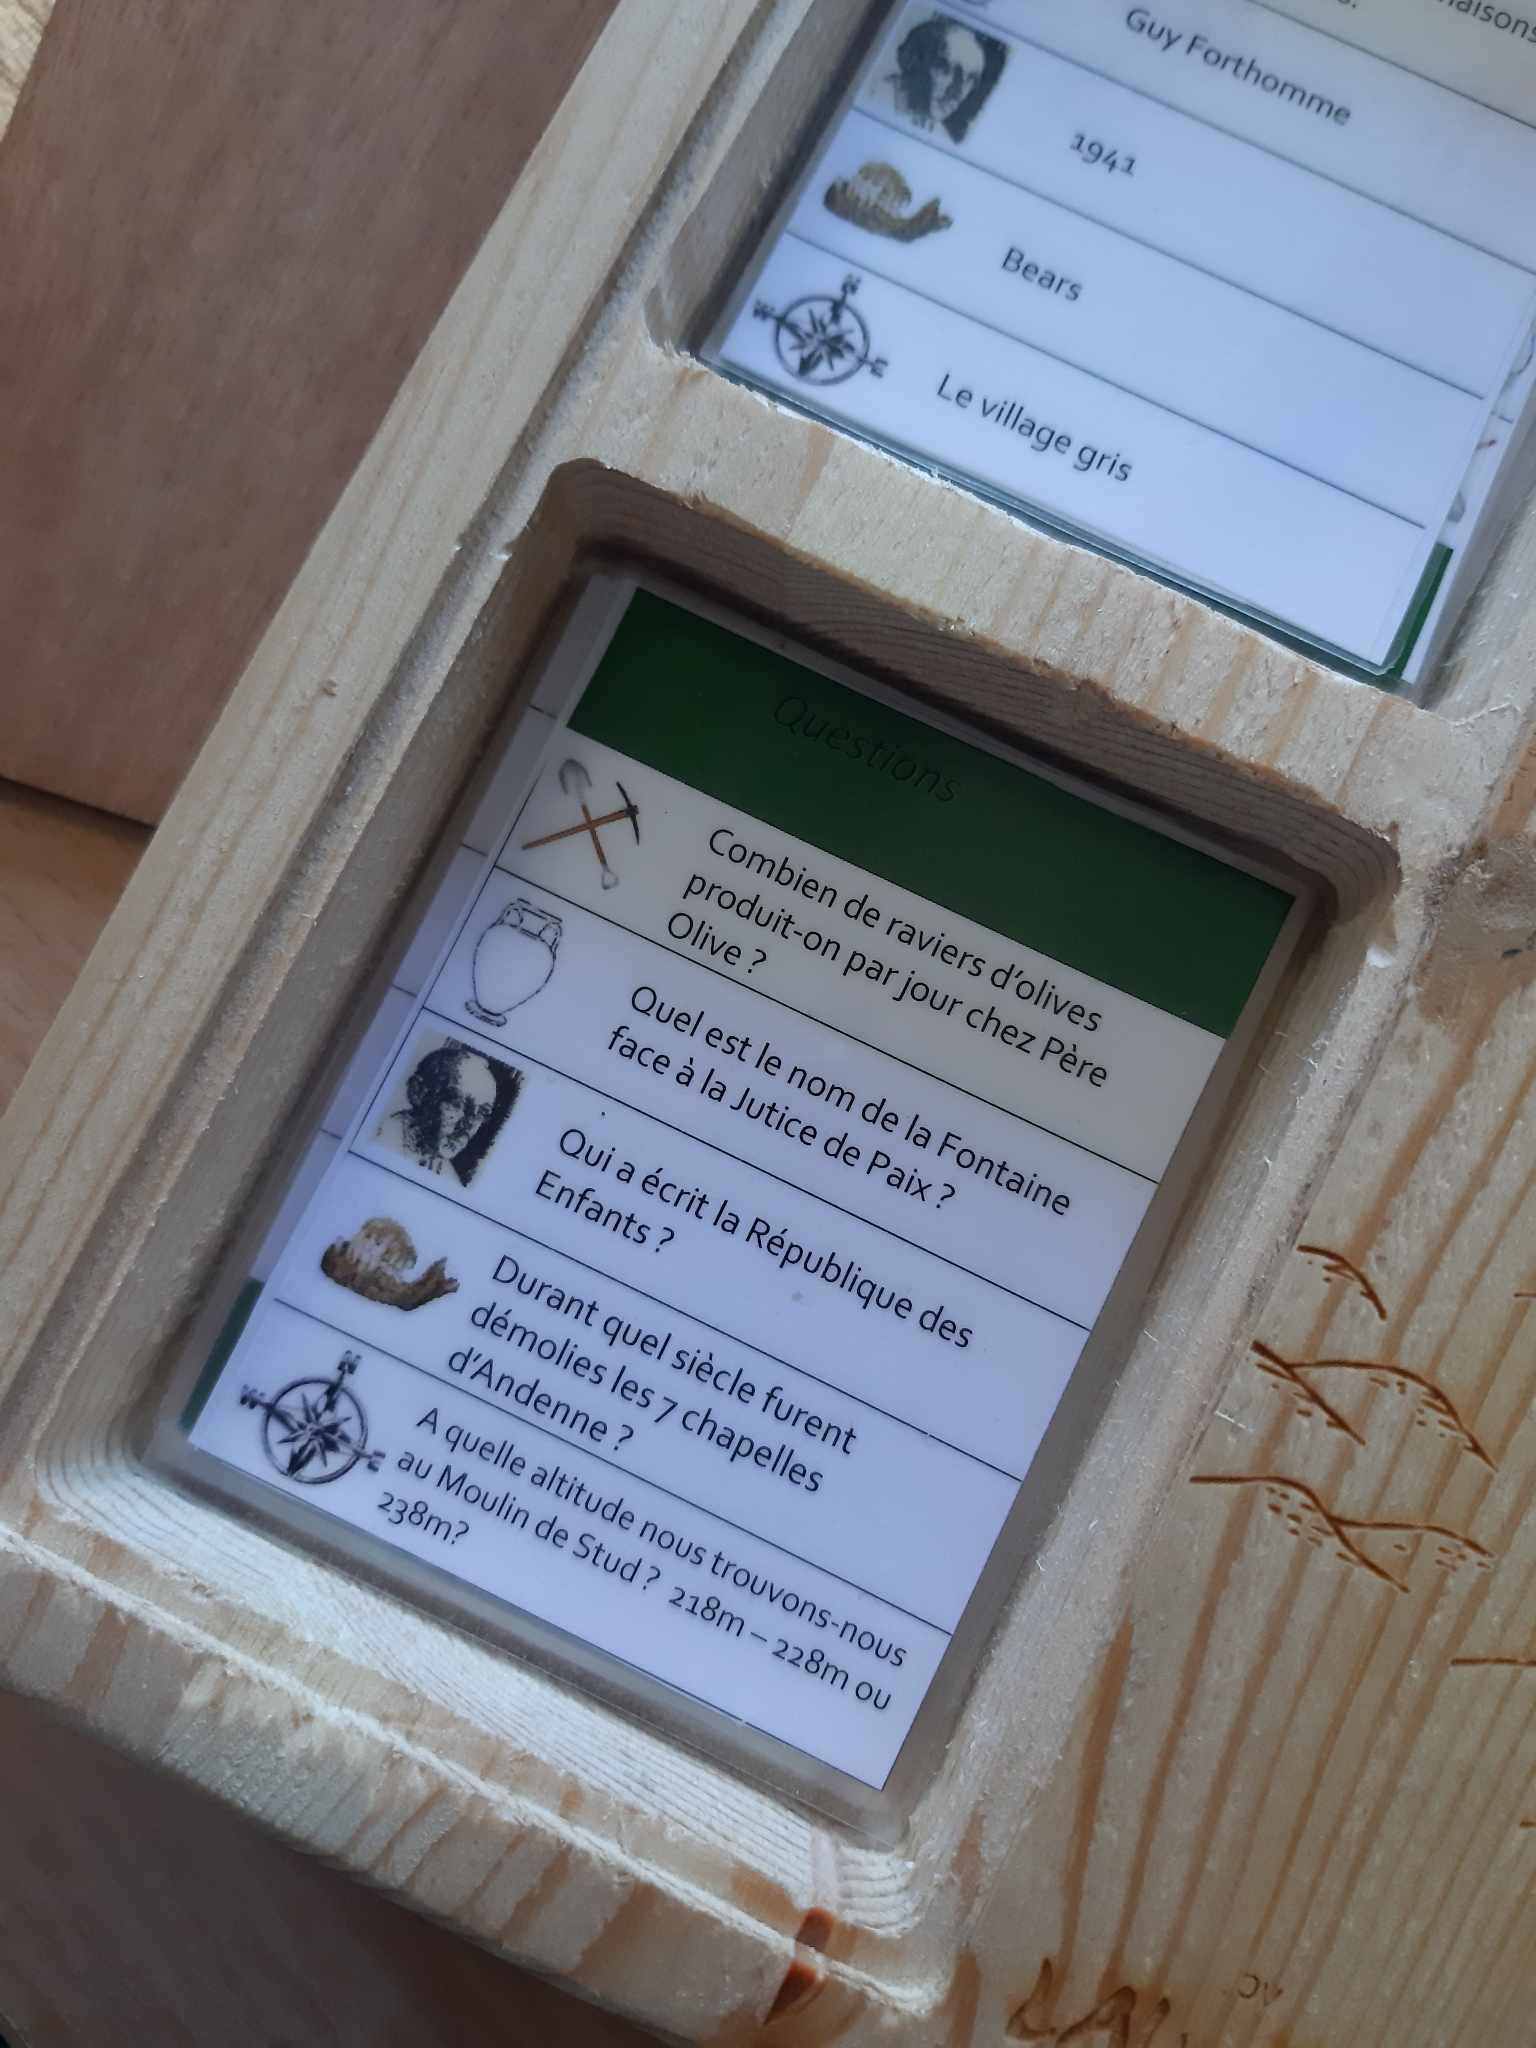 naisons
Guy Forthomme
1941
Bears
N
W
E
Le village gris
Questions
Combien de raviers d'olives
produit-on par jour chez Père
Olive ?
Quel est le nom de la Fontaine
face à la Jutice de Paix ?
Qui a écrit la République des
Enfants ?
Durant quel siècle furent
démolies les 7 chapelles
d'Andenne ?
N
W
E
A quelle altitude nous trouvons-nous
au Moulin de Stud ? 218m – 228m ou
238m?